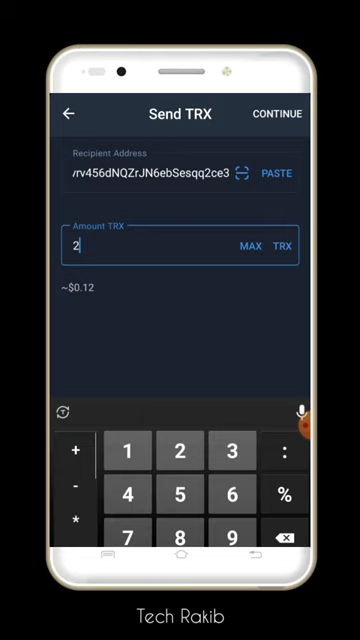 Send TRX
CONTINUE
Recipient Address
rv456dNQZrJN6ebSesqq2ce3
PASTE
Amount TRX
2
MAX
TRX
~$0.12
+ 1 2 3 :
- 4 5 6 %
* 7 8 9
Tech Rakib